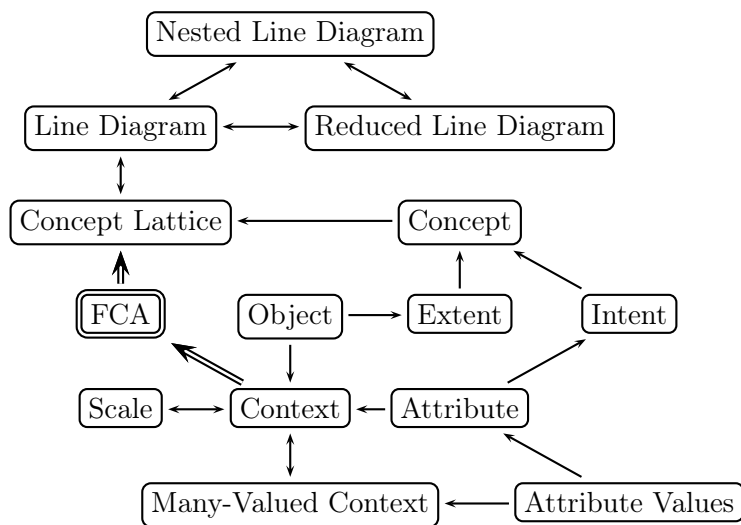 Nested Line Diagram
Line Diagram
Reduced Line Diagram
Concept Lattice
Concept
FCA
Object
Extent
Intent
Scale
Context
Attribute
Many-Valued Context
Attribute Values